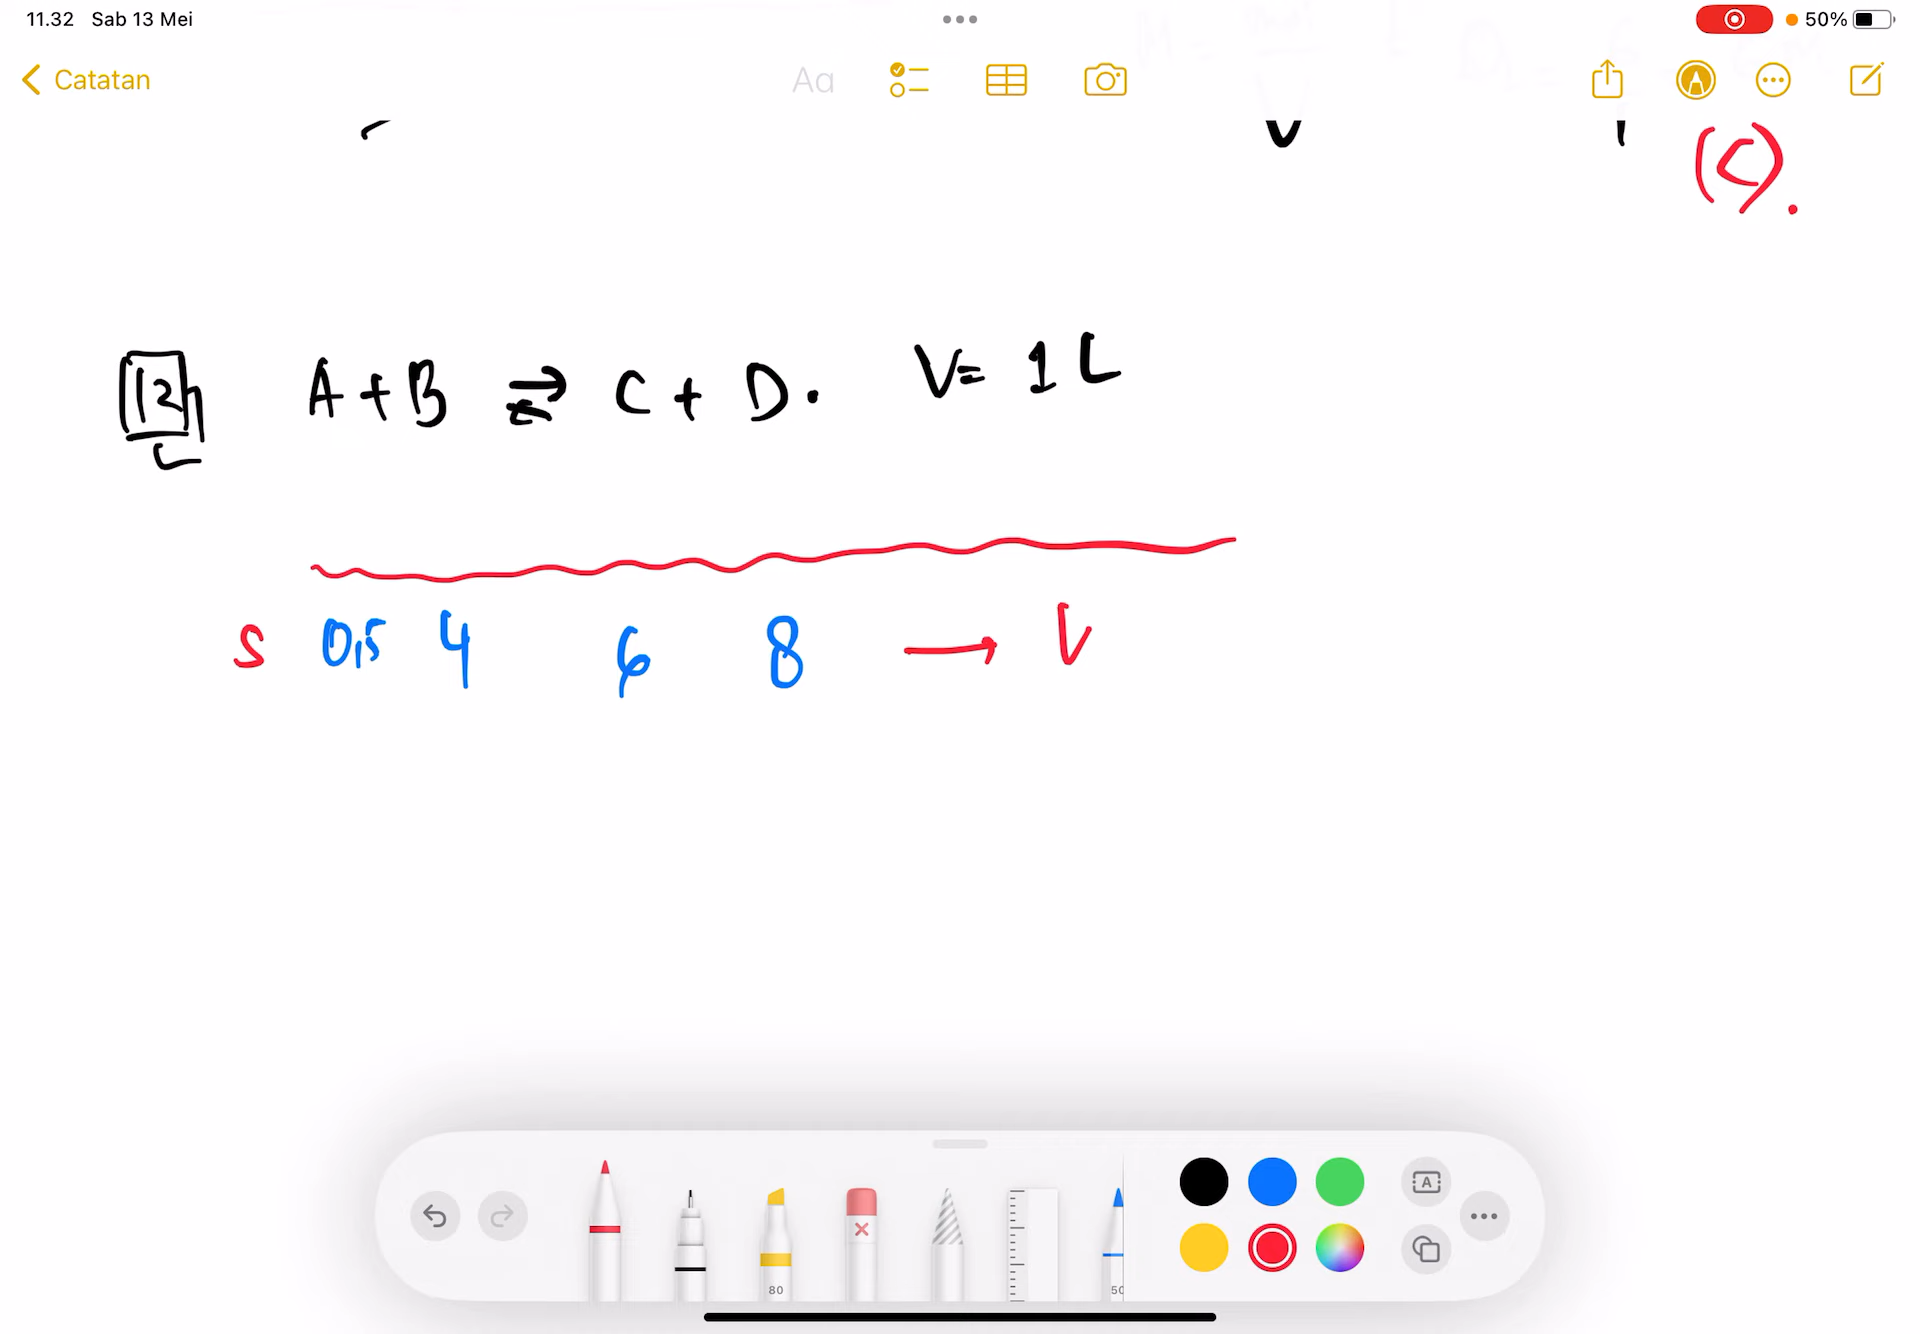 11.32 Sab 13 Mei
50%
Catatan
Aa
(C).
12 A + B ⇄ C + D. V = 1 L
S 0,5 4 6 8 →
80
50
A